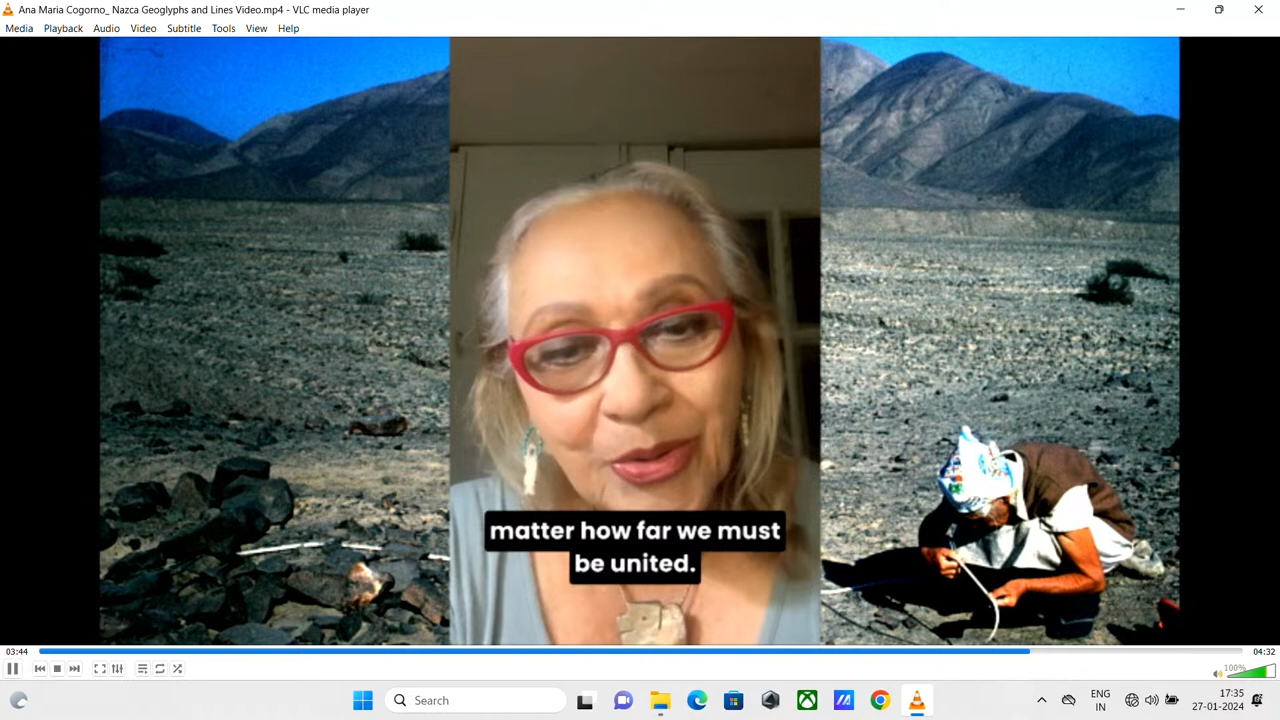 Ana Maria Cogorno_ Nazca Geoglyphs and Lines Video.mp4 - VLC media player
Media Playback Audio Video Subtitle Tools View Help
matter how far we must
be united.
03:44
04:32
100%
Search
ENG
IN
17:35
27-01-2024